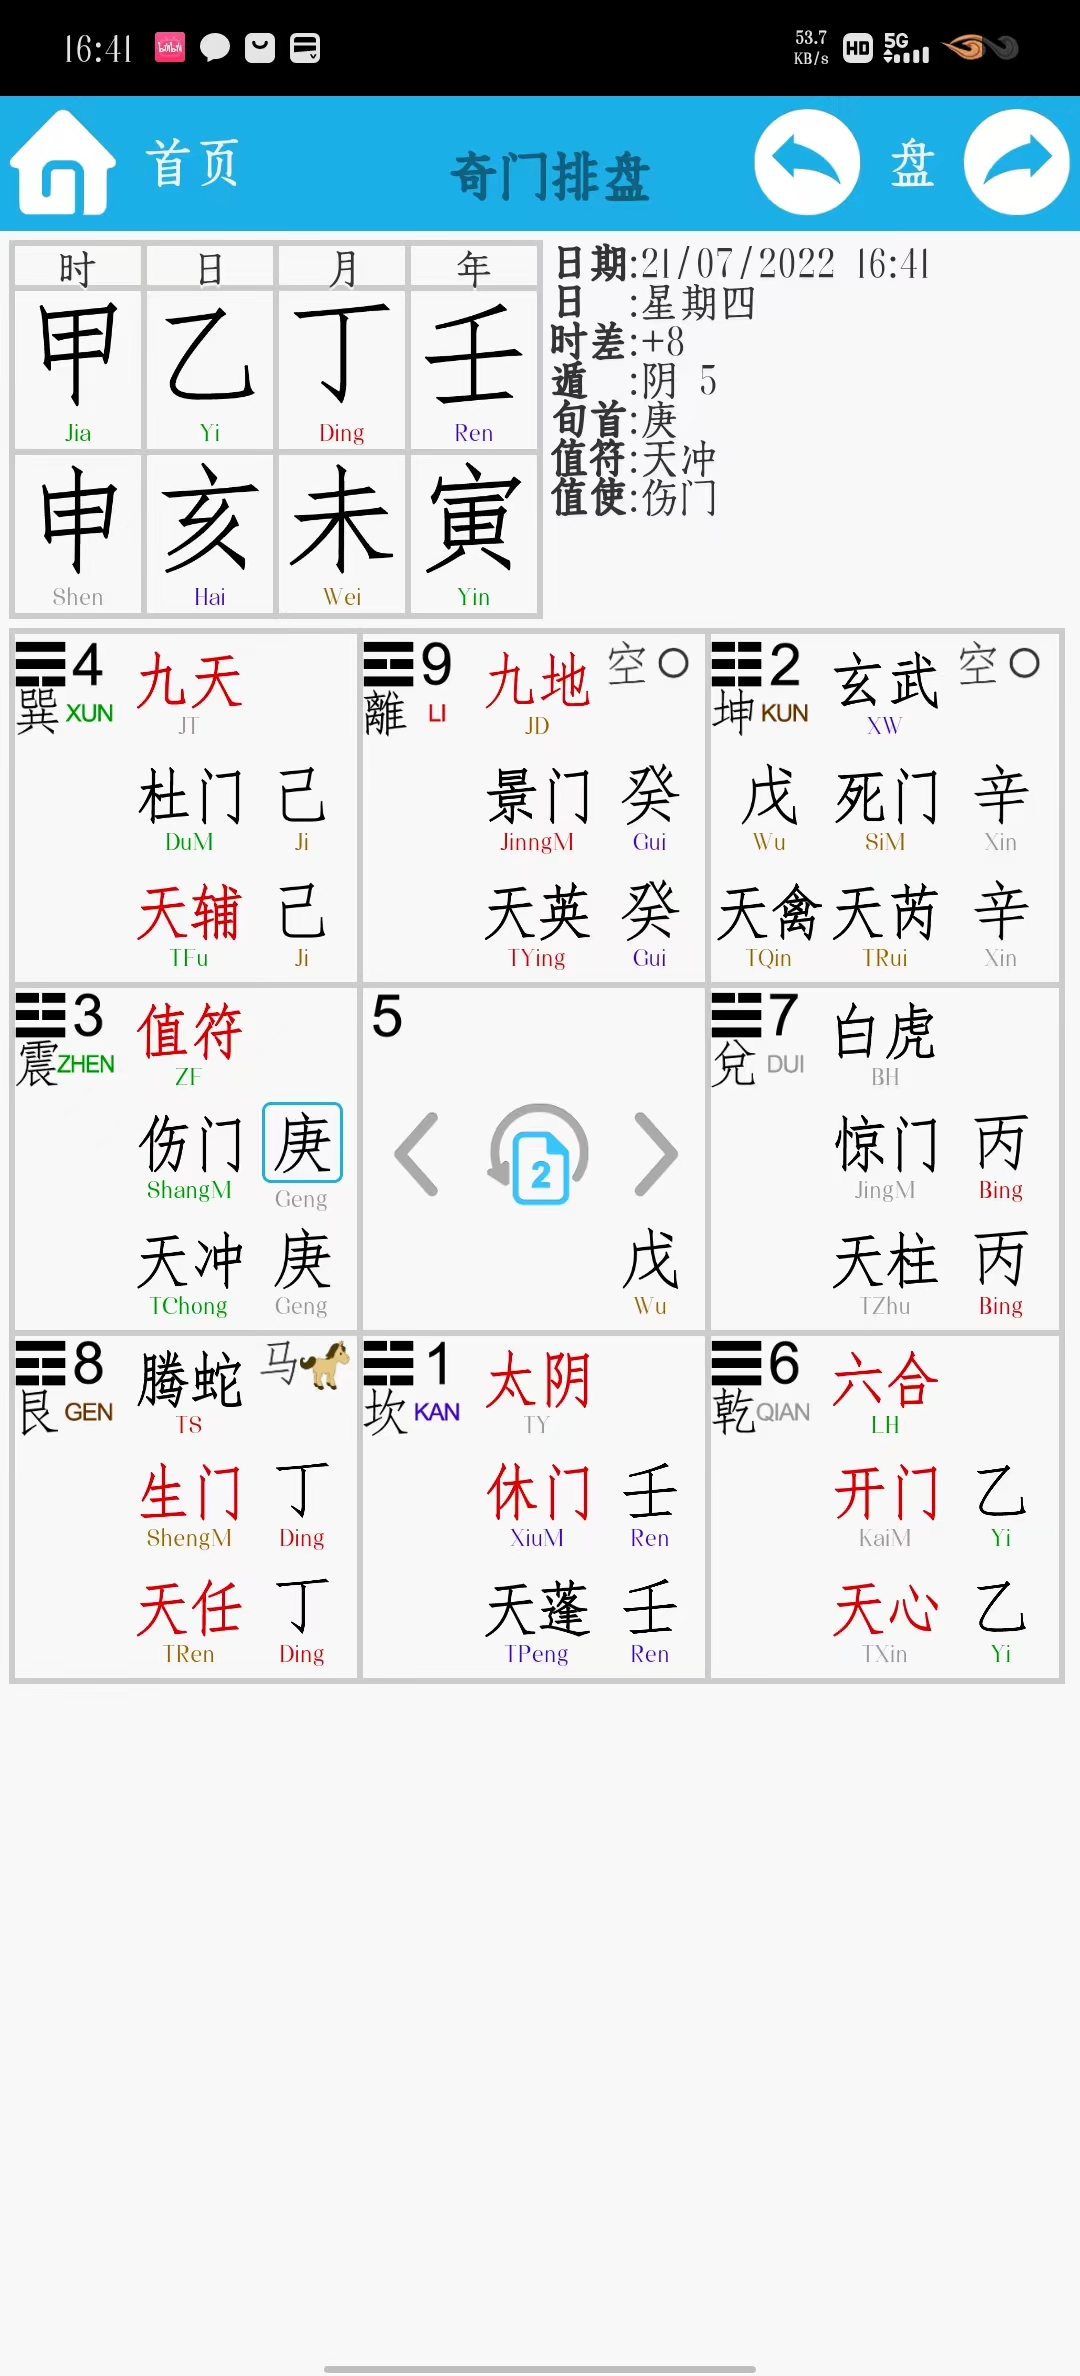 16:41 bilibili 53.7 KB/s HD 5G
首页 奇门排盘 盘
时 日 月 年
甲 乙 丁 壬
Jia Yi Ding Ren
申 亥 未 寅
Shen Hai Wei Yin
日期:21/07/2022 16:41
日 :星期四
时差:+8
遁 :阴 5
旬首:庚
值符:天冲
值使:伤门
4 九天
巽 XUN JT
杜门 己
DuM Ji
天辅 己
TFu Ji
9 九地 空
離 LI JD
景门 癸
JinngM Gui
天英 癸
TYing Gui
2 玄武 空
坤 KUN XW
戊 死门 辛
Wu SiM Xin
天禽 天芮 辛
TQin TRui Xin
3 值符
震 ZHEN ZF
伤门 庚
ShangM Geng
天冲 庚
TChong Geng
5
2
戊
Wu
7 白虎
兌 DUI BH
惊门 丙
JingM Bing
天柱 丙
TZhu Bing
8 腾蛇 马
艮 GEN TS
生门 丁
ShengM Ding
天任 丁
TRen Ding
1 太阴
坎 KAN TY
休门 壬
XiuM Ren
天蓬 壬
TPeng Ren
6 六合
乾 QIAN LH
开门 乙
KaiM Yi
天心 乙
TXin Yi